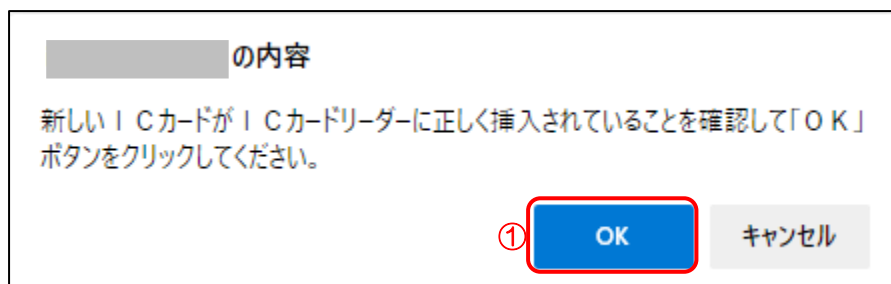 の内容
新しいＩＣカードがＩＣカードリーダーに正しく挿入されていることを確認して「ＯＫ」
ボタンをクリックしてください。
① OK キャンセル